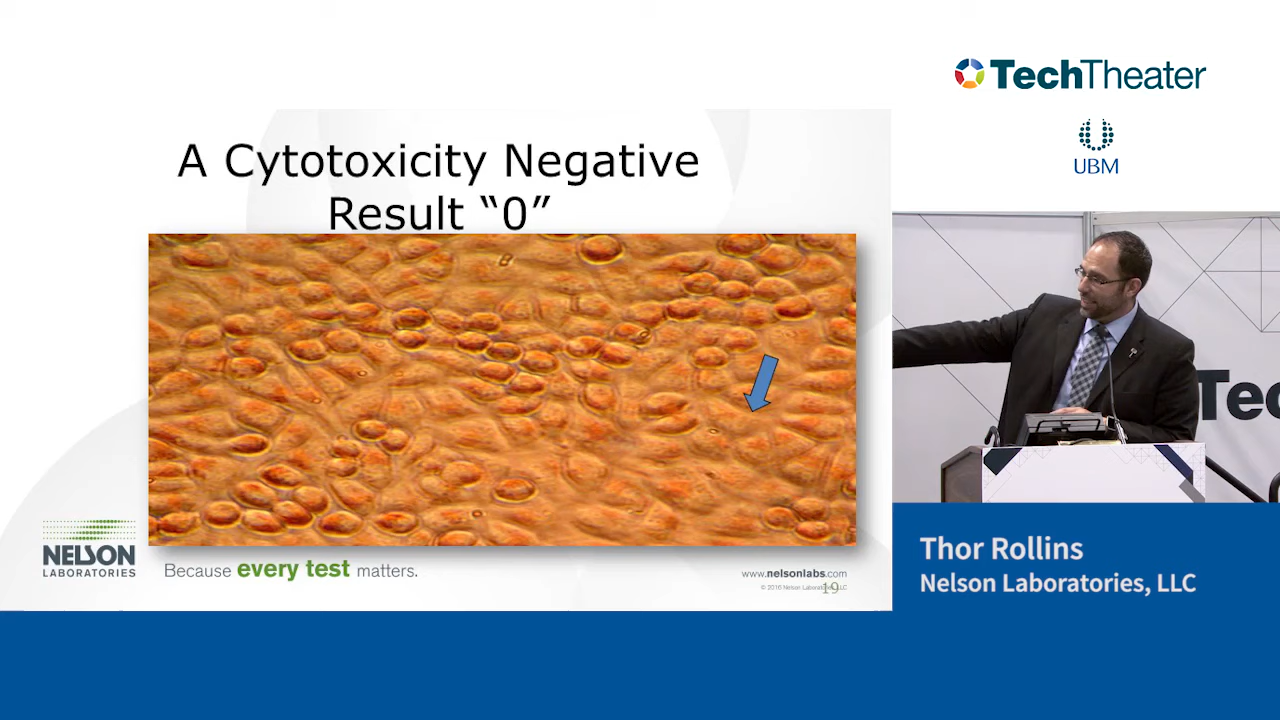 TechTheater
UBM
A Cytotoxicity Negative
Result “0”
Tec
NELSON
LABORATORIES
Because every test matters.
www.nelsonlabs.com
© 2016 Nelson Laboratories, LLC
19
Thor Rollins
Nelson Laboratories, LLC